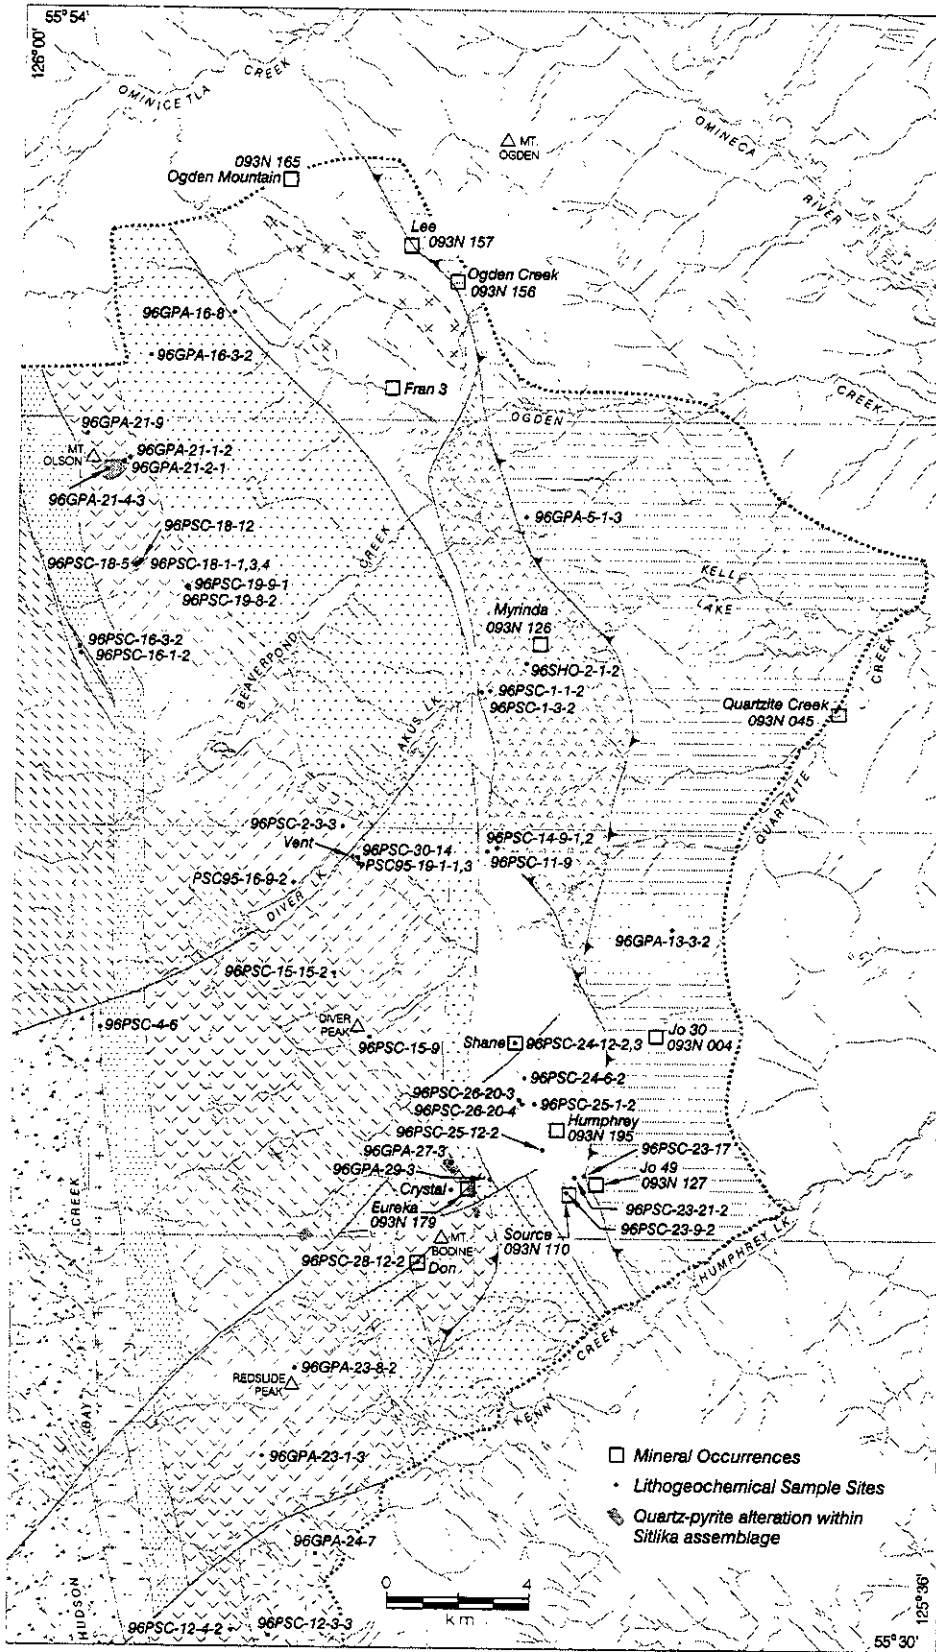 55° 54'
126° 00'
OMINICETLA
CREEK
MT.
OGDEN
OMINECA
RIVER
093N 165
Ogden Mountain
Lee
093N 157
Ogden Creek
093N 156
96GPA-16-8
96GPA-16-3-2
Fran 3
OGDEN
CREEK
96GPA-21-9
MT.
OLSON
96GPA-21-1-2
96GPA-21-2-1
96GPA-21-4-3
96PSC-18-12
96GPA-5-1-3
96PSC-18-5
96PSC-18-1-1,3,4
CREEK
KELLY
LAKE
96PSC-19-9-1
96PSC-19-8-2
Myrinda
093N 126
96PSC-16-3-2
96PSC-16-1-2
BEAVERPOND
96SHO-2-1-2
CREEK
96PSC-1-1-2
96PSC-1-3-2
AKUS LK
Quartzite Creek
093N 045
QUARTZITE
96PSC-2-3-3
Vent
96PSC-30-14
PSC95-19-1-1,3
96PSC-14-9-1,2
96PSC-11-9
PSC95-16-9-2
DIVER LK
96GPA-13-3-2
96PSC-15-15-2
96PSC-4-6
DIVER
PEAK
96PSC-15-9
Shane
96PSC-24-12-2,3
Jo 30
093N 004
96PSC-24-6-2
96PSC-26-20-3
96PSC-26-20-4
96PSC-25-1-2
Humphrey
093N 195
96PSC-25-12-2
96GPA-27-3
96PSC-23-17
96GPA-29-3
Jo 49
093N 127
Crystal
Eureka
093N 179
96PSC-23-21-2
96PSC-23-9-2
Source
093N 110
CREEK
MT.
BODINE
HUMPHREY LK
96PSC-28-12-2
Don
CREEK
96GPA-23-8-2
REDSLIDE
PEAK
KENNY
BAY
96GPA-23-1-3
Mineral Occurrences
Lithogeochemical Sample Sites
Quartz-pyrite alteration within
Sitlika assemblage
96GPA-24-7
0 4
km
HUDSON
96PSC-12-4-2
96PSC-12-3-3
125° 36'
55° 30'